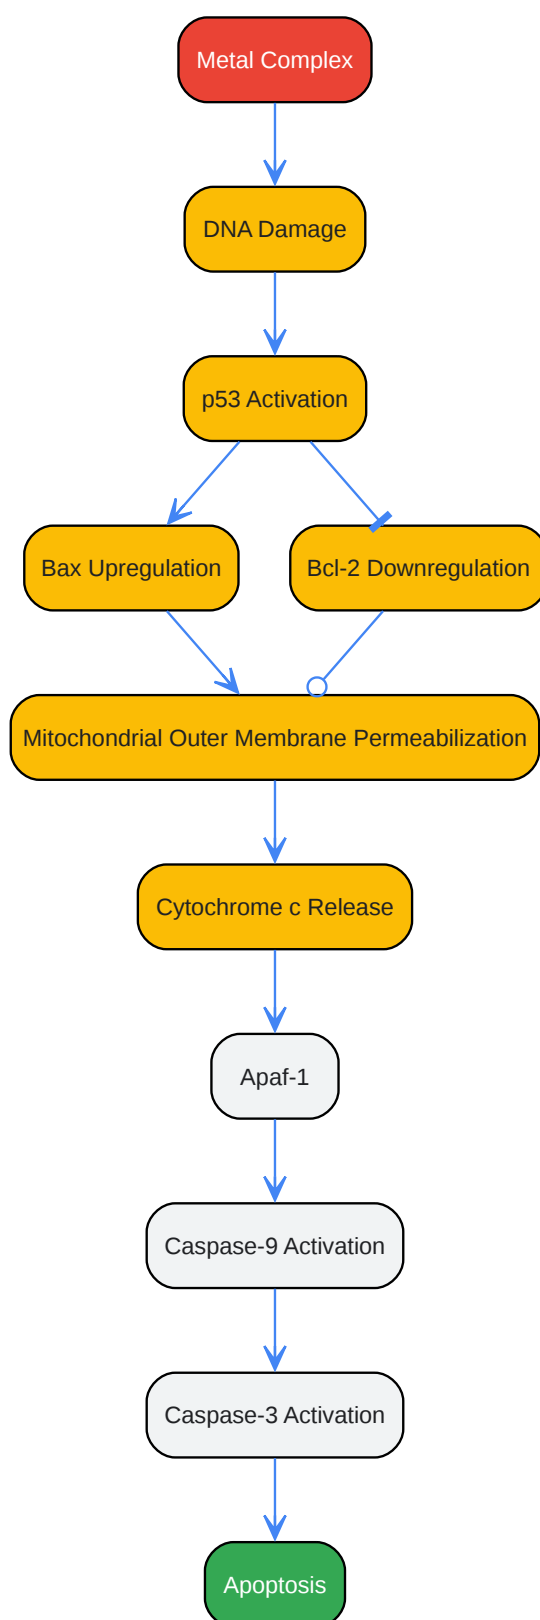 Metal Complex
DNA Damage
p53 Activation
Bax Upregulation
Bcl-2 Downregulation
Mitochondrial Outer Membrane Permeabilization
Cytochrome c Release
Apaf-1
Caspase-9 Activation
Caspase-3 Activation
Apoptosis